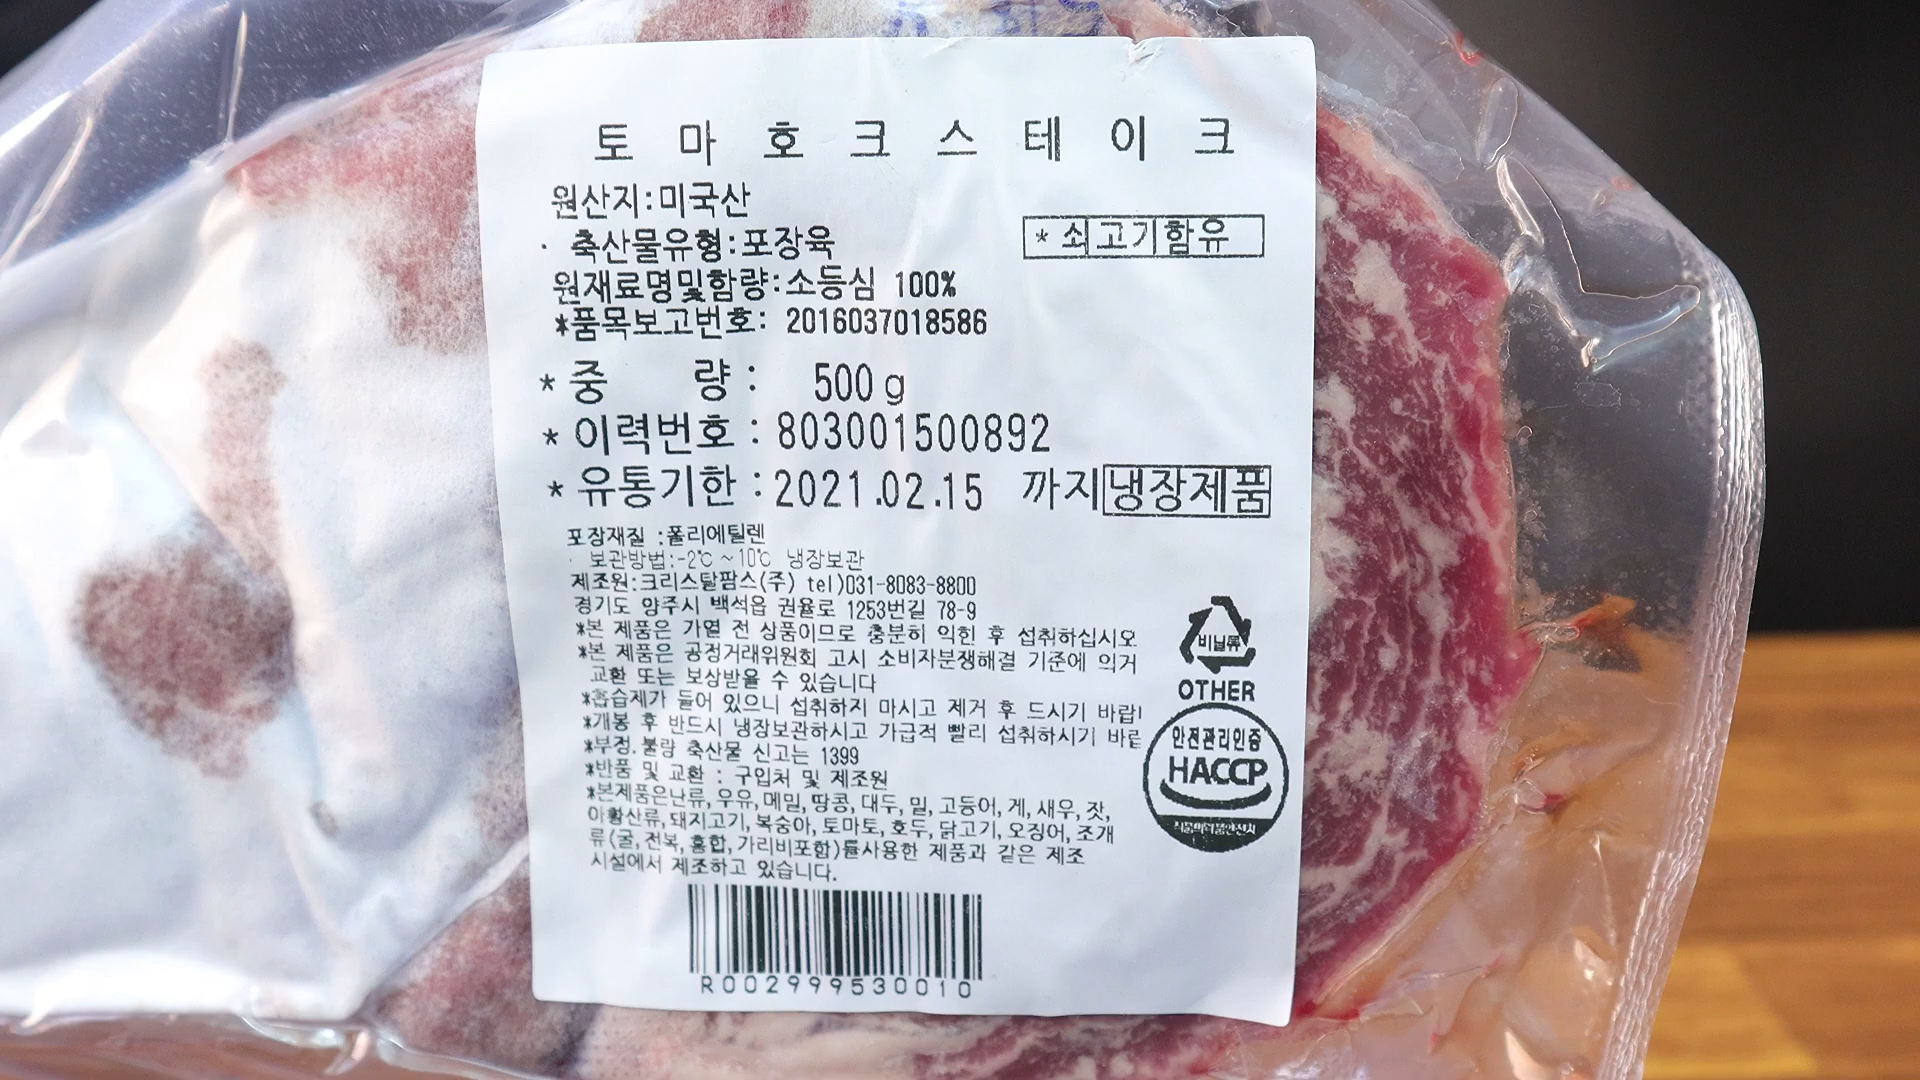 토마호크스테이크
원산지:미국산
· 축산물유형:포장육
*쇠고기함유
원재료명및함량:소등심 100%
*품목보고번호: 2016037018586
*중 량: 500g
*이력번호:803001500892
*유통기한:2021.02.15 까지 냉장제품
포장재질 :폴리에틸렌
· 보관방법:-2℃~10℃ 냉장보관
제조원:크리스탈팜스(주) tel)031-8083-8800
경기도 양주시 백석읍 권율로 1253번길 78-9
*본 제품은 가열 전 상품이므로 충분히 익힌 후 섭취하십시오
*본 제품은 공정거래위원회 고시 소비자분쟁해결 기준에 의거
교환 또는 보상받을 수 있습니다
*흡습제가 들어 있으니 섭취하지 마시고 제거 후 드시기 바랍니
*개봉 후 반드시 냉장보관하시고 가급적 빨리 섭취하시기 바랍
*부정.불량 축산물 신고는 1399
*반품 및 교환 : 구입처 및 제조원
*본제품은난류, 우유, 메밀, 땅콩, 대두, 밀, 고등어, 게, 새우, 잣,
아황산류, 돼지고기, 복숭아, 토마토, 호두, 닭고기, 오징어, 조개
류(굴, 전복, 홍합, 가리비포함)를사용한 제품과 같은 제조
시설에서 제조하고 있습니다.
비닐류
OTHER
안전관리인증
HACCP
R002999530010